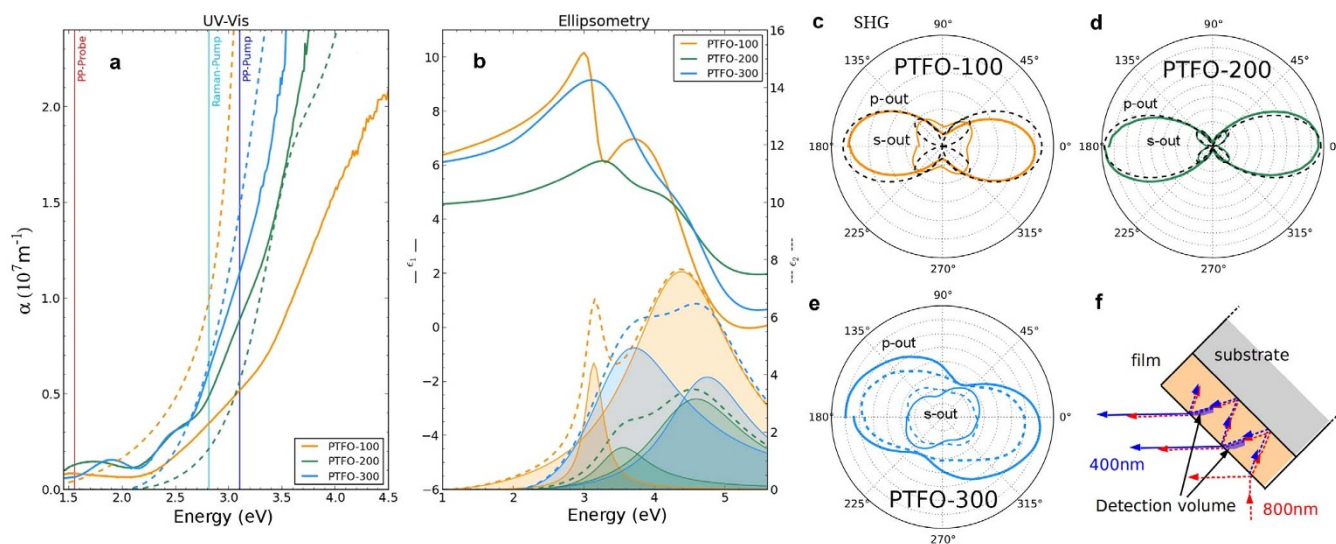 UV-Vis
a
PP-Probe
Raman-Pump
PP-Pump
α (10⁷m⁻¹)
2.0
1.5
1.0
0.5
0.0
1.5 2.0 2.5 3.0 3.5 4.0 4.5
Energy (eV)
PTFO-100
PTFO-200
PTFO-300
Ellipsometry
b
PTFO-100
PTFO-200
PTFO-300
10
8
6
4
2
0
−2
−4
−6
— ε₁ —
16
14
12
10
8
6
4
2
0
--- ε₂ ---
1 2 3 4 5
Energy (eV)
c SHG
PTFO-100
p-out
s-out
90°
135° 45°
180° 0°
225° 315°
270°
d
PTFO-200
p-out
s-out
90°
135° 45°
180° 0°
225° 315°
270°
e
p-out
s-out
PTFO-300
90°
135° 45°
180° 0°
225° 315°
270°
f
film
substrate
400nm
Detection volume
800nm